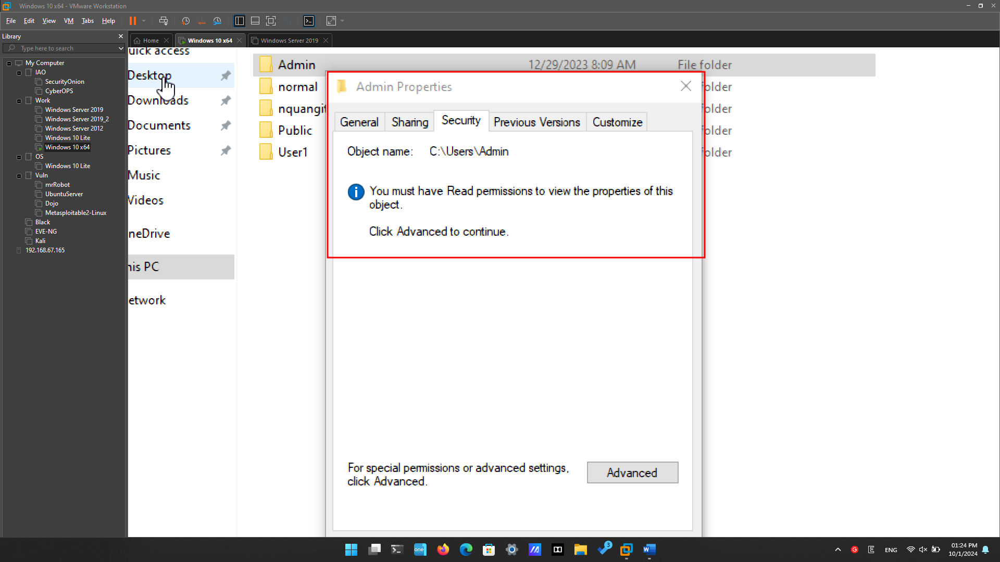 Windows 10 x64 - VMware Workstation
File Edit View VM Tabs Help
Library
Type here to search
Home
Windows 10 x64
Windows Server 2019
My Computer
IAO
SecurityOnion
CyberOPS
Work
Windows Server 2019
Windows Server 2019_2
Windows Server 2012
Windows 10 Lite
Windows 10 x64
OS
Windows 10 Lite
Vuln
mrRobot
UbuntuServer
Dojo
Metasploitable2-Linux
Black
EVE-NG
Kali
192.168.67.165
uick access
Desktop
Downloads
Documents
Pictures
Music
Videos
neDrive
his PC
etwork
Admin 12/29/2023 8:09 AM File folder
normal folder
nquangit folder
Public folder
User1 folder
Admin Properties
General Sharing Security Previous Versions Customize
Object name: C:\Users\Admin
You must have Read permissions to view the properties of this
object.
Click Advanced to continue.
For special permissions or advanced settings,
click Advanced.
Advanced
one
3
ENG
01:24 PM
10/1/2024